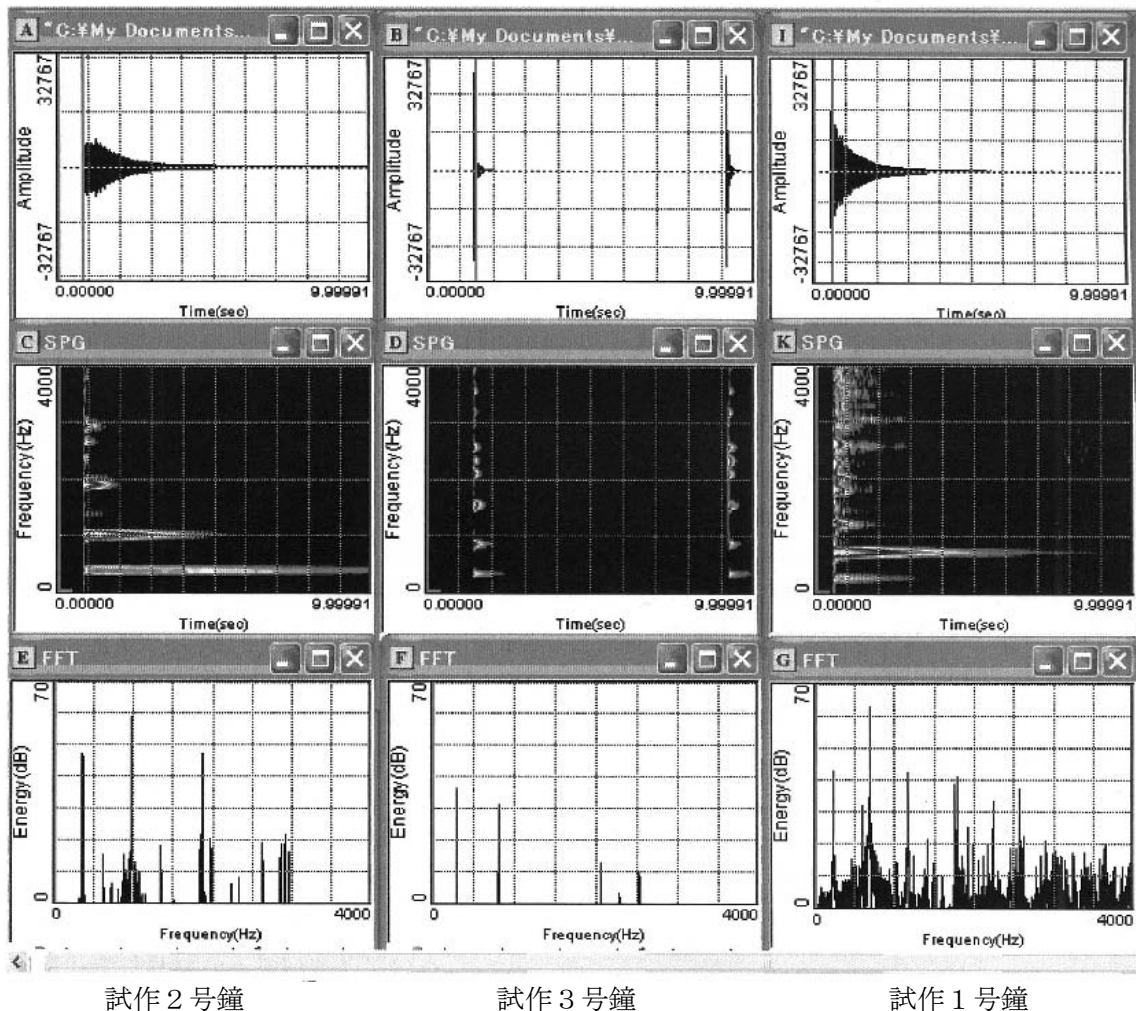 A "C:¥My Documents...
32767
Amplitude
-32767
0.00000 9.99991
Time(sec)
B "C:¥My Documents¥...
32767
Amplitude
-32767
0.00000 9.99991
Time(sec)
I "C:¥My Documents¥...
32767
Amplitude
-32767
0.00000 9.99991
Time(sec)
C SPG
4000
Frequency(Hz)
0
0.00000 9.99991
Time(sec)
D SPG
4000
Frequency(Hz)
0
0.00000 9.99991
Time(sec)
K SPG
4000
Frequency(Hz)
0
0.00000 9.99991
Time(sec)
E FFT
70
Energy(dB)
0
0 4000
Frequency(Hz)
F FFT
70
Energy(dB)
0
0 4000
Frequency(Hz)
G FFT
70
Energy(dB)
0
0 4000
Frequency(Hz)
試作2号鐘 試作3号鐘 試作1号鐘